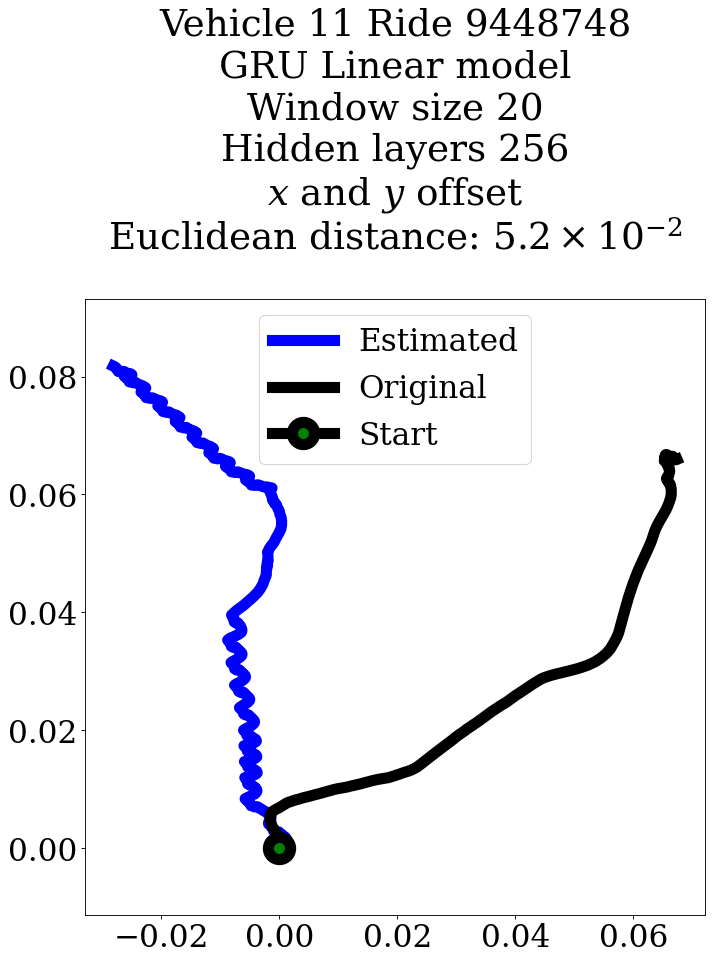 Vehicle 11 Ride 9448748
GRU Linear model
Window size 20
Hidden layers 256
x and y offset
Euclidean distance: 5.2 × 10⁻²
Estimated
Original
Start
0.08
0.06
0.04
0.02
0.00
−0.02 0.00 0.02 0.04 0.06